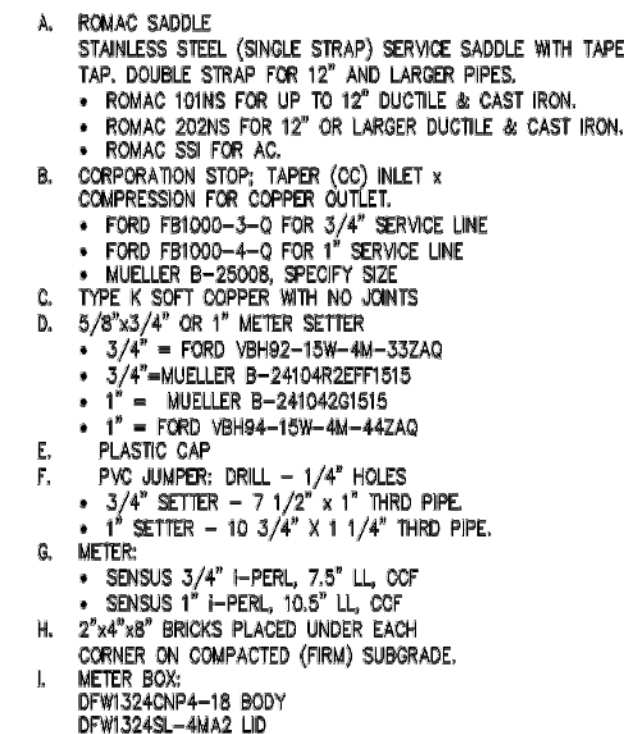 A. ROMAC SADDLE
STAINLESS STEEL (SINGLE STRAP) SERVICE SADDLE WITH TAPE
TAP. DOUBLE STRAP FOR 12" AND LARGER PIPES.
• ROMAC 101NS FOR UP TO 12" DUCTILE & CAST IRON.
• ROMAC 202NS FOR 12" OR LARGER DUCTILE & CAST IRON.
• ROMAC SSI FOR AC.
B. CORPORATION STOP; TAPER (CC) INLET x
COMPRESSION FOR COPPER OUTLET.
• FORD FB1000-3-Q FOR 3/4" SERVICE LINE
• FORD FB1000-4-Q FOR 1" SERVICE LINE
• MUELLER B-25008, SPECIFY SIZE
C. TYPE K SOFT COPPER WITH NO JOINTS
D. 5/8"x3/4" OR 1" METER SETTER
• 3/4" = FORD VBH92-15W-4M-33ZAQ
• 3/4"=MUELLER B-24104R2EFF1515
• 1" = MUELLER B-241042G1515
• 1" = FORD VBH94-15W-4M-44ZAQ
E. PLASTIC CAP
F. PVC JUMPER: DRILL - 1/4" HOLES
• 3/4" SETTER - 7 1/2" x 1" THRD PIPE.
• 1" SETTER - 10 3/4" X 1 1/4" THRD PIPE.
G. METER:
• SENSUS 3/4" i-PERL, 7.5" LL, CCF
• SENSUS 1" i-PERL, 10.5" LL, CCF
H. 2"x4"x8" BRICKS PLACED UNDER EACH
CORNER ON COMPACTED (FIRM) SUBGRADE.
I. METER BOX:
DFW1324CNP4-18 BODY
DFW1324SL-4MA2 LID